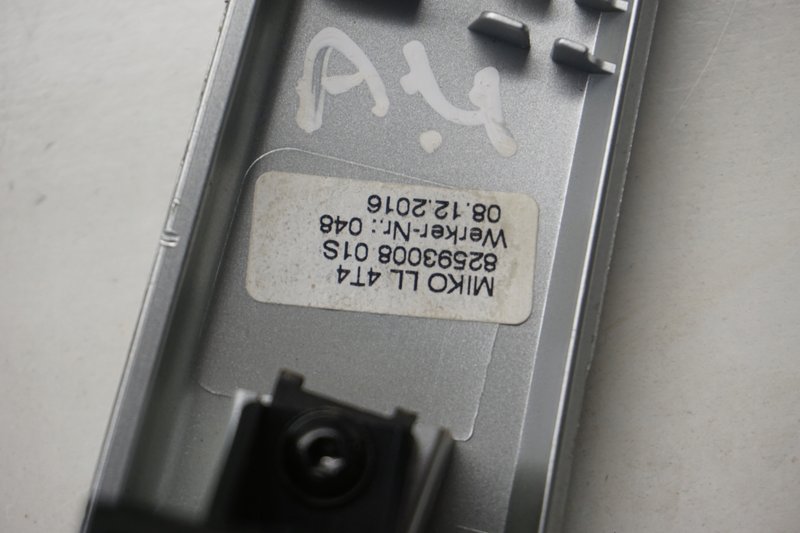 MIKO LL 4T4
82593008 01S
Werker-Nr.: 048
08.12.2016